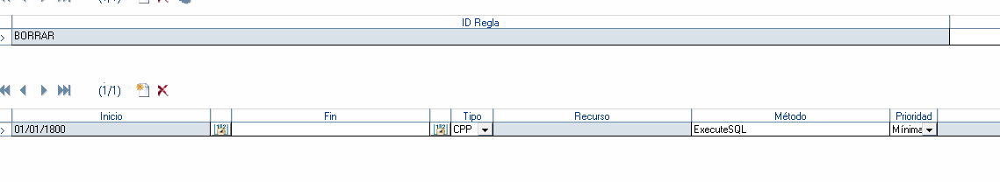 (1/1)
ID Regla
BORRAR
(1/1)
Inicio Fin Tipo Recurso Método Prioridad
01/01/1800 CPP ExecuteSQL Mínima